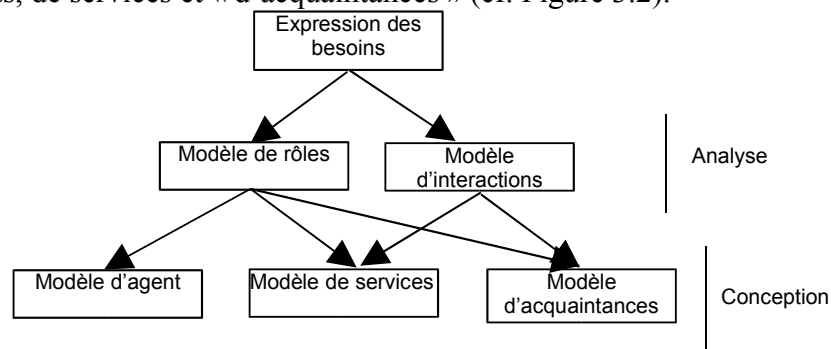 de services et « d'acquaintances » (cf. Figure 3.2).
Expression des
besoins
Modèle de rôles
Modèle
d'interactions
Analyse
Modèle d'agent
Modèle de services
Modèle
d'acquaintances
Conception